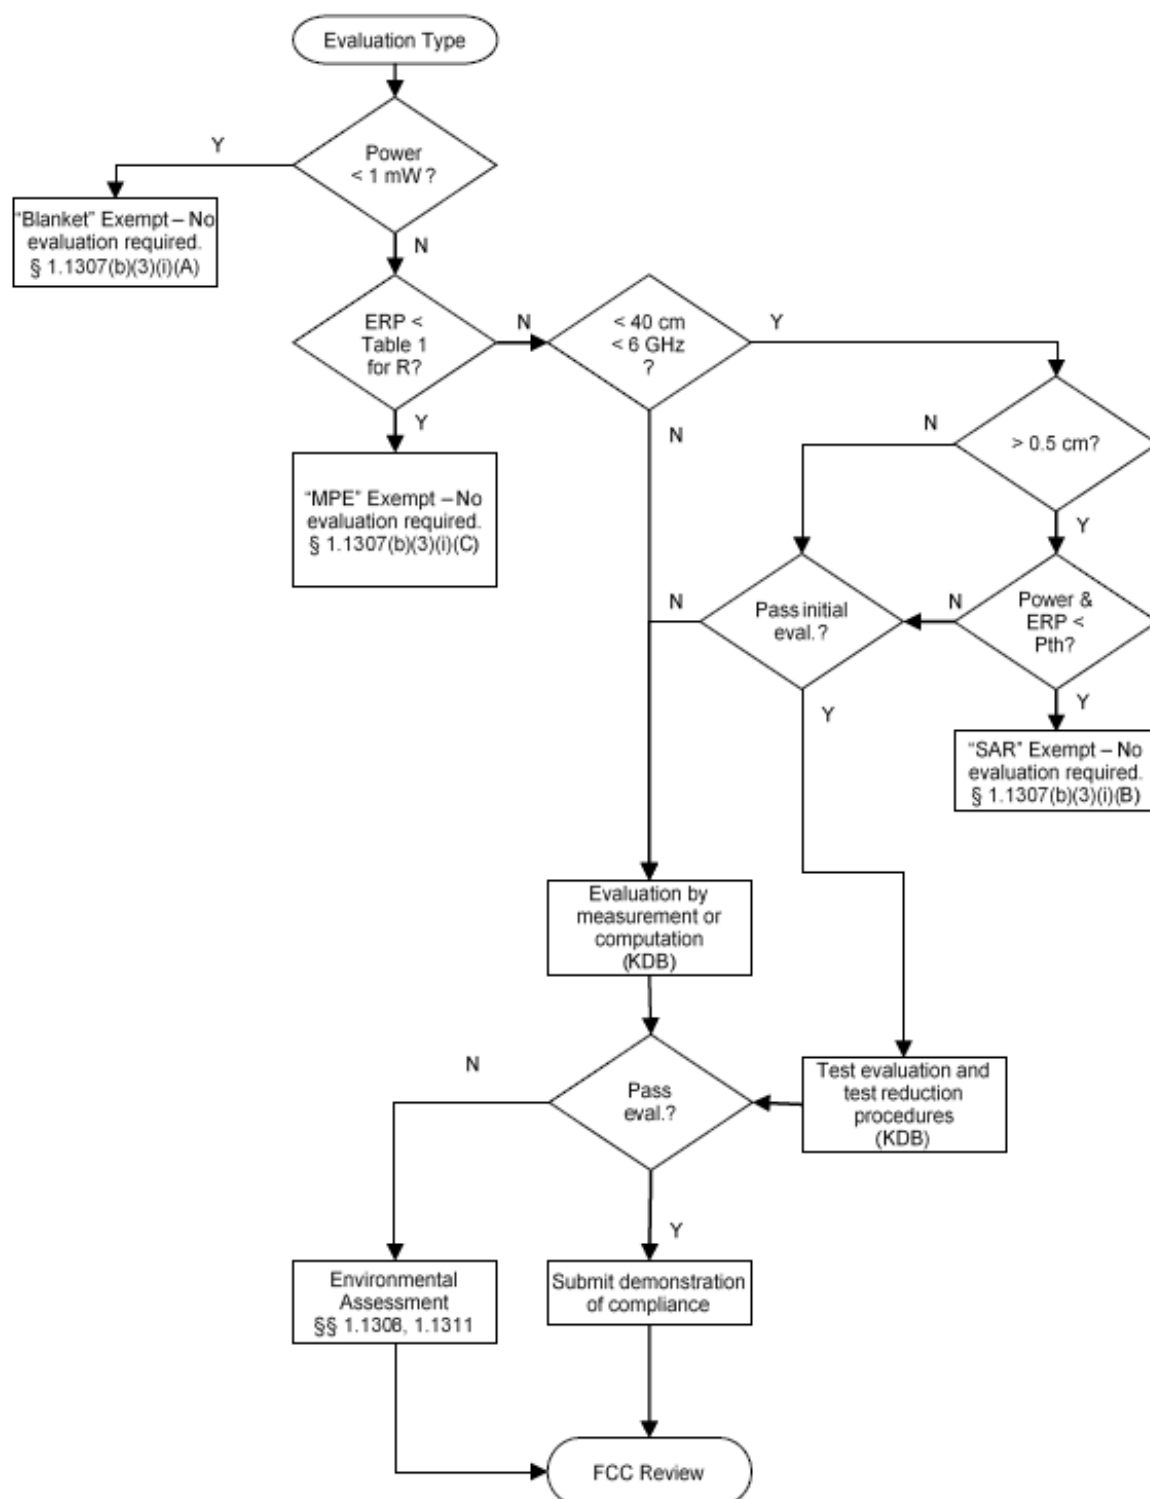 Evaluation Type
Y
Power
< 1 mW ?
"Blanket" Exempt – No
evaluation required.
§ 1.1307(b)(3)(i)(A)
N
ERP <
Table 1
for R?
N
< 40 cm
< 6 GHz
?
Y
Y
N
N
> 0.5 cm?
"MPE" Exempt – No
evaluation required.
§ 1.1307(b)(3)(i)(C)
Y
N
Pass initial
eval.?
N
Power &
ERP <
Pth?
Y
Y
"SAR" Exempt – No
evaluation required.
§ 1.1307(b)(3)(i)(B)
Evaluation by
measurement or
computation
(KDB)
N
Pass
eval.?
Test evaluation and
test reduction
procedures
(KDB)
Y
Environmental
Assessment
§§ 1.1308, 1.1311
Submit demonstration
of compliance
FCC Review